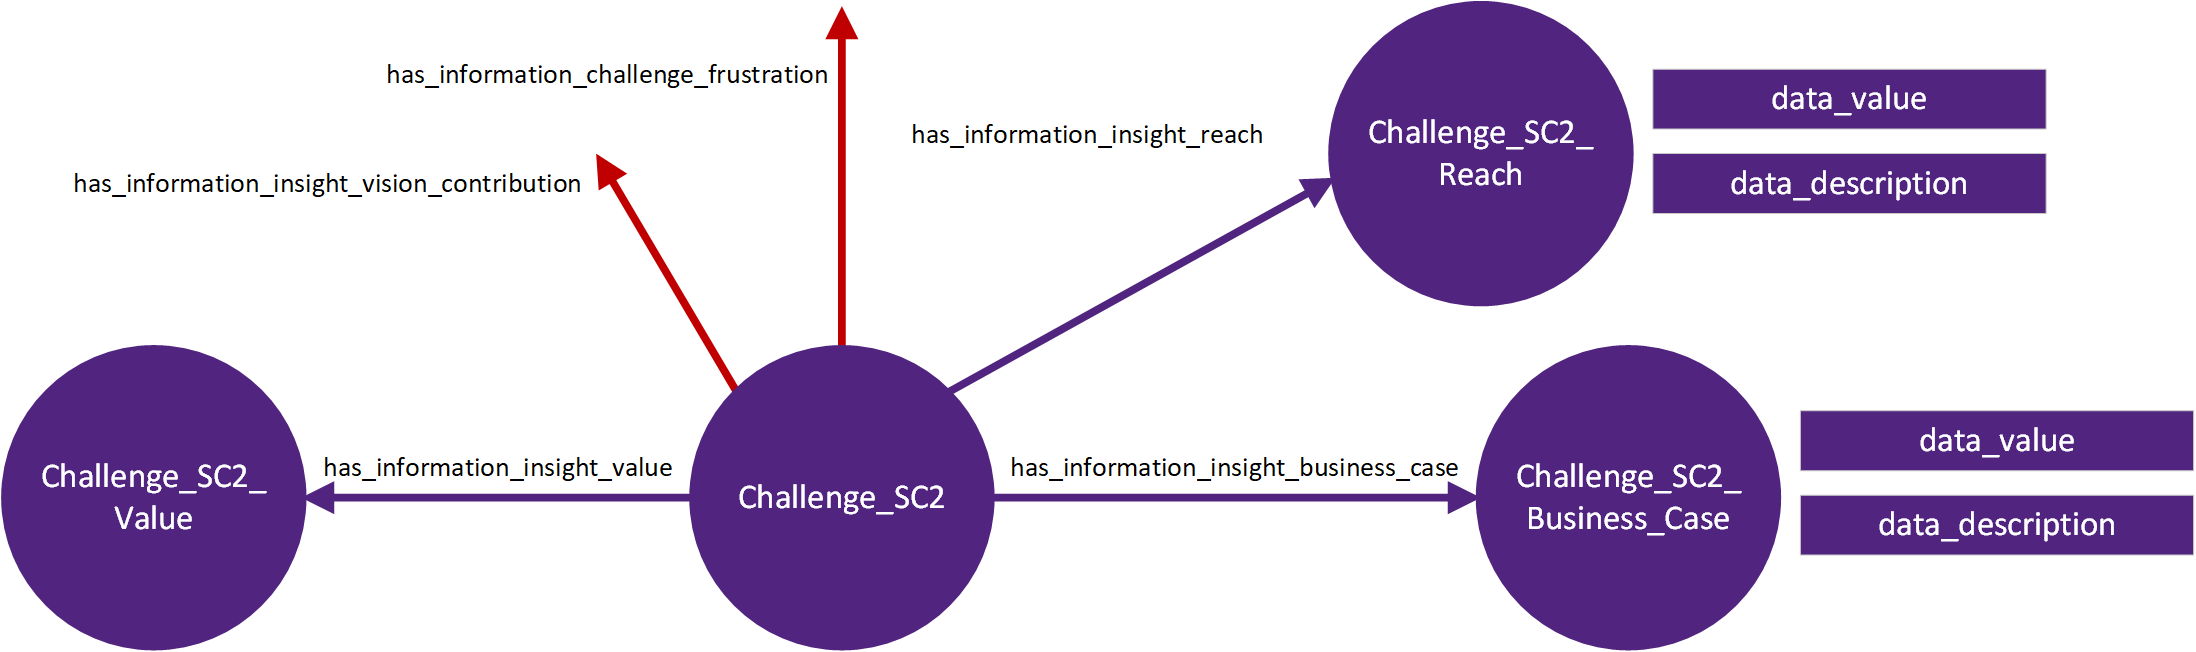 has_information_challenge_frustration
has_information_insight_vision_contribution
has_information_insight_reach
Challenge_SC2_
Reach
data_value
data_description
Challenge_SC2_
Value
has_information_insight_value
Challenge_SC2
has_information_insight_business_case
Challenge_SC2_
Business_Case
data_value
data_description